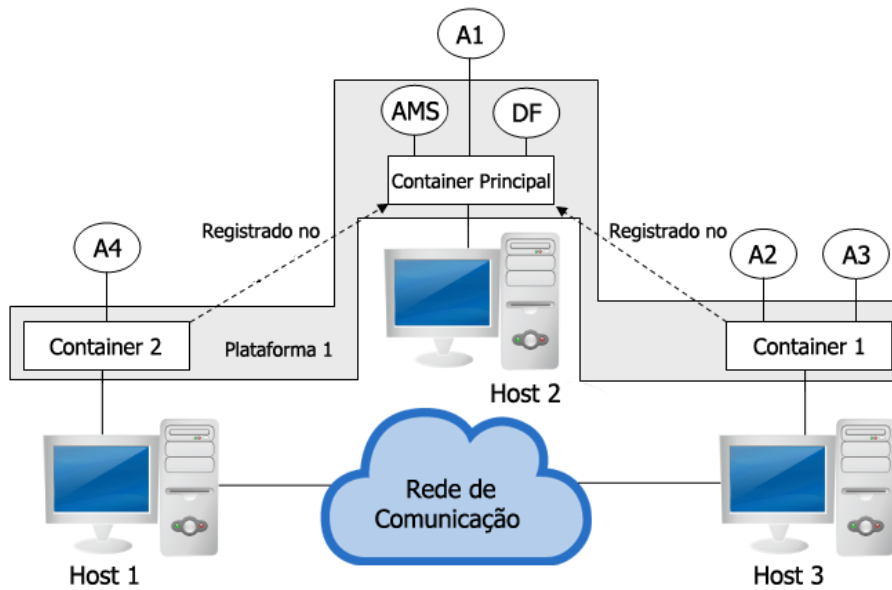 A1
AMS
DF
Container Principal
Registrado no
Registrado no
A4
A2
A3
Container 2
Plataforma 1
Container 1
Host 2
Rede de
Comunicação
Host 1
Host 3